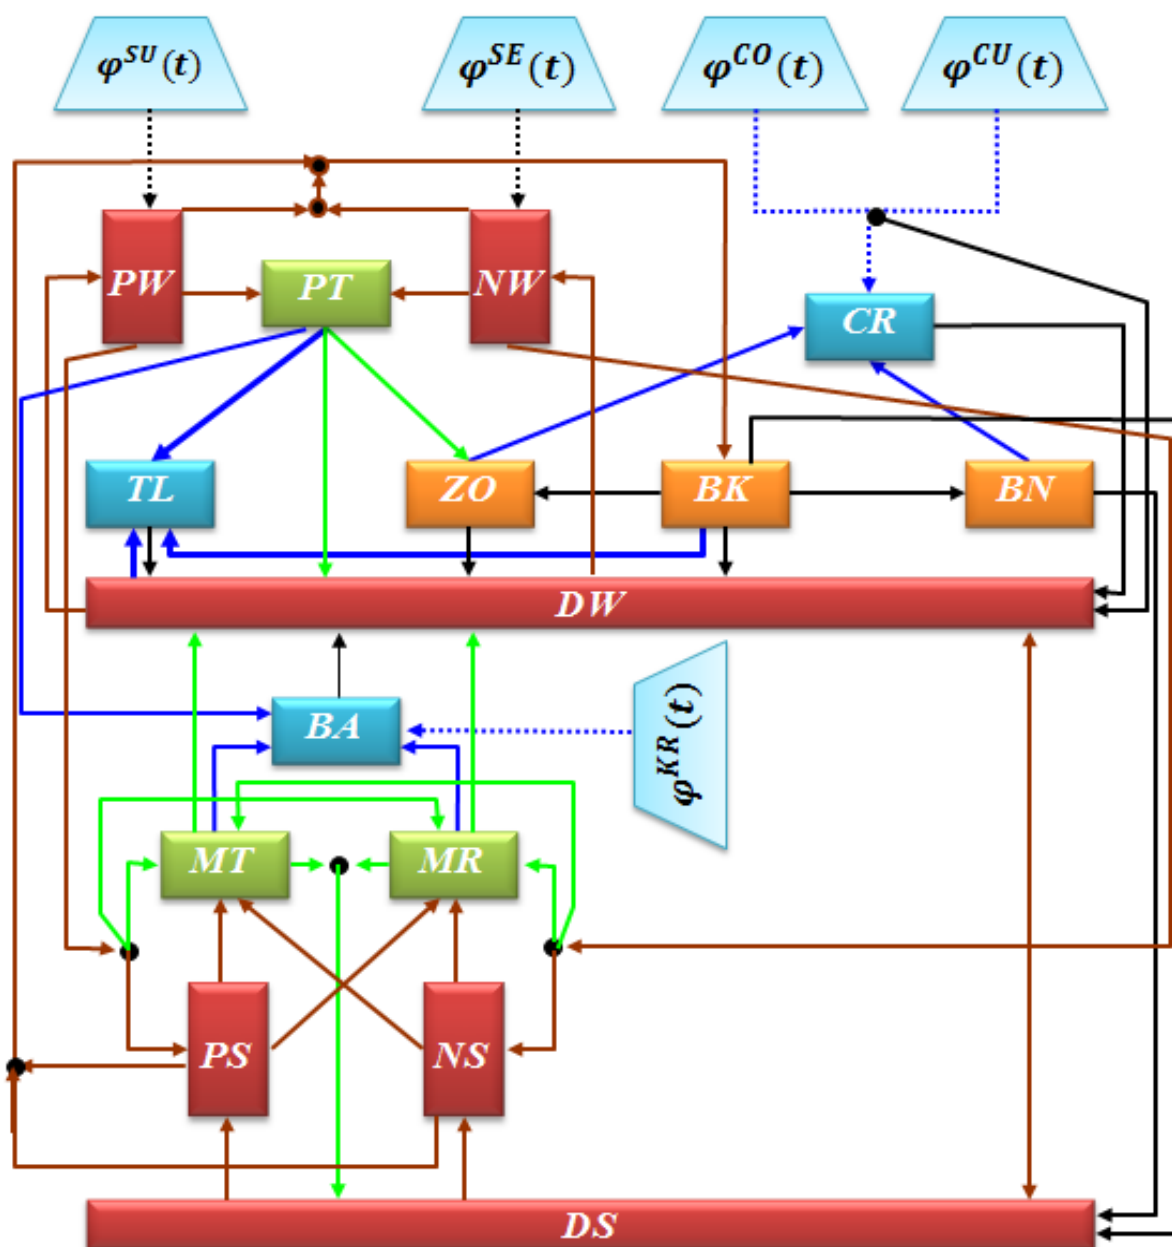 φ^SU(t)
φ^SE(t)
φ^CO(t)
φ^CU(t)
PW
PT
NW
CR
TL
ZO
BK
BN
DW
BA
φ^KR(t)
MT
MR
PS
NS
DS